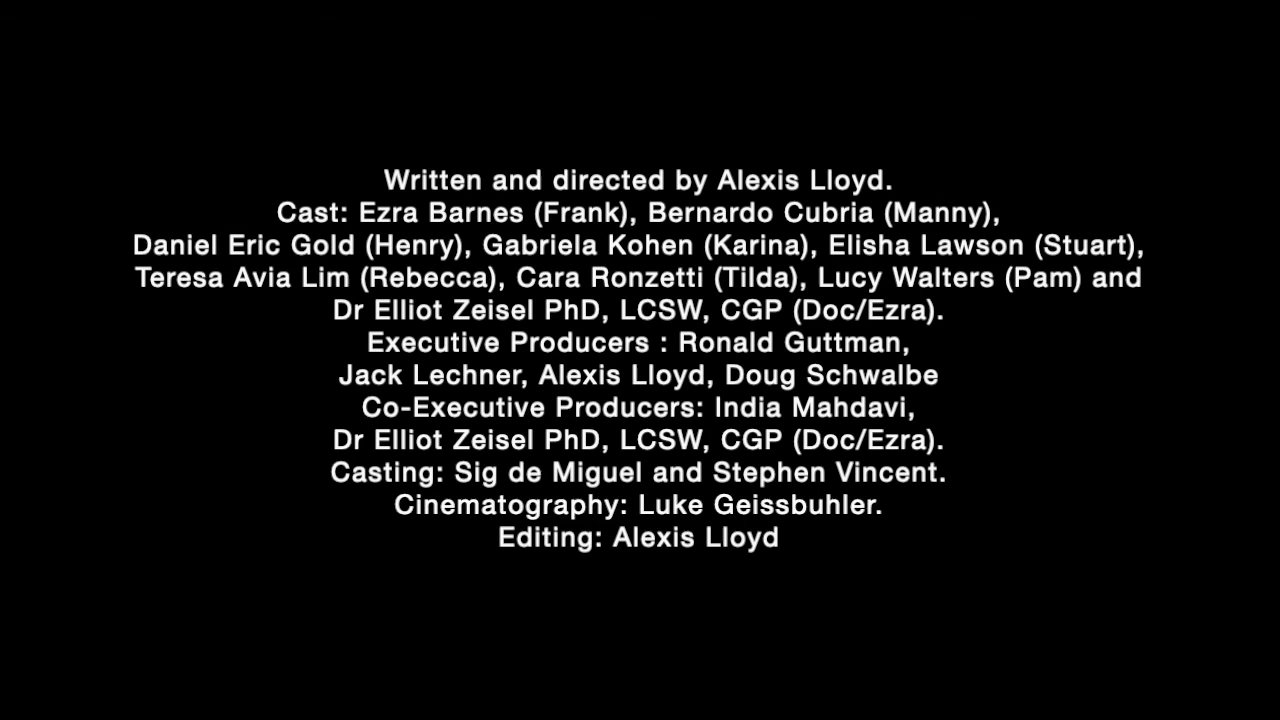 Written and directed by Alexis Lloyd.
Cast: Ezra Barnes (Frank), Bernardo Cubria (Manny),
Daniel Eric Gold (Henry), Gabriela Kohen (Karina), Elisha Lawson (Stuart),
Teresa Avia Lim (Rebecca), Cara Ronzetti (Tilda), Lucy Walters (Pam) and
Dr Elliot Zeisel PhD, LCSW, CGP (Doc/Ezra).
Executive Producers : Ronald Guttman,
Jack Lechner, Alexis Lloyd, Doug Schwalbe
Co-Executive Producers: India Mahdavi,
Dr Elliot Zeisel PhD, LCSW, CGP (Doc/Ezra).
Casting: Sig de Miguel and Stephen Vincent.
Cinematography: Luke Geissbuhler.
Editing: Alexis Lloyd